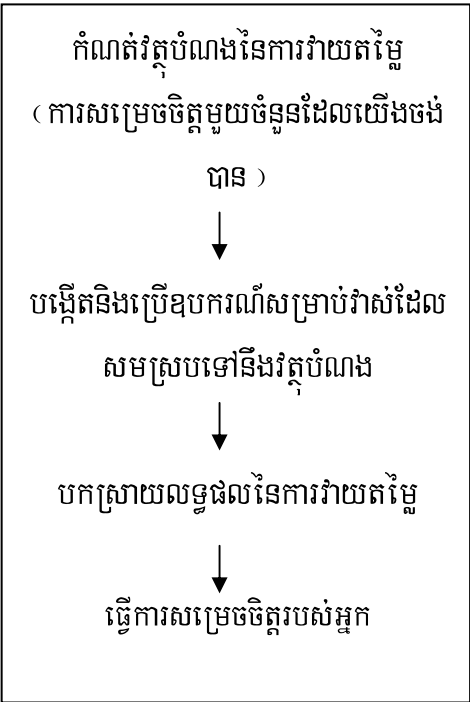 កំណត់វត្ថុបំណងនៃការវាយតម្លៃ
( ការសម្រេចចិត្តមួយចំនួនដែលយើងចង់
បាន )
បង្កើតនិងប្រើឧបករណ៍សម្រាប់វាស់ដែល
សមស្របទៅនឹងវត្ថុបំណង
បកស្រាយលទ្ធផលនៃការវាយតម្លៃ
ធ្វើការសម្រេចចិត្តរបស់អ្នក